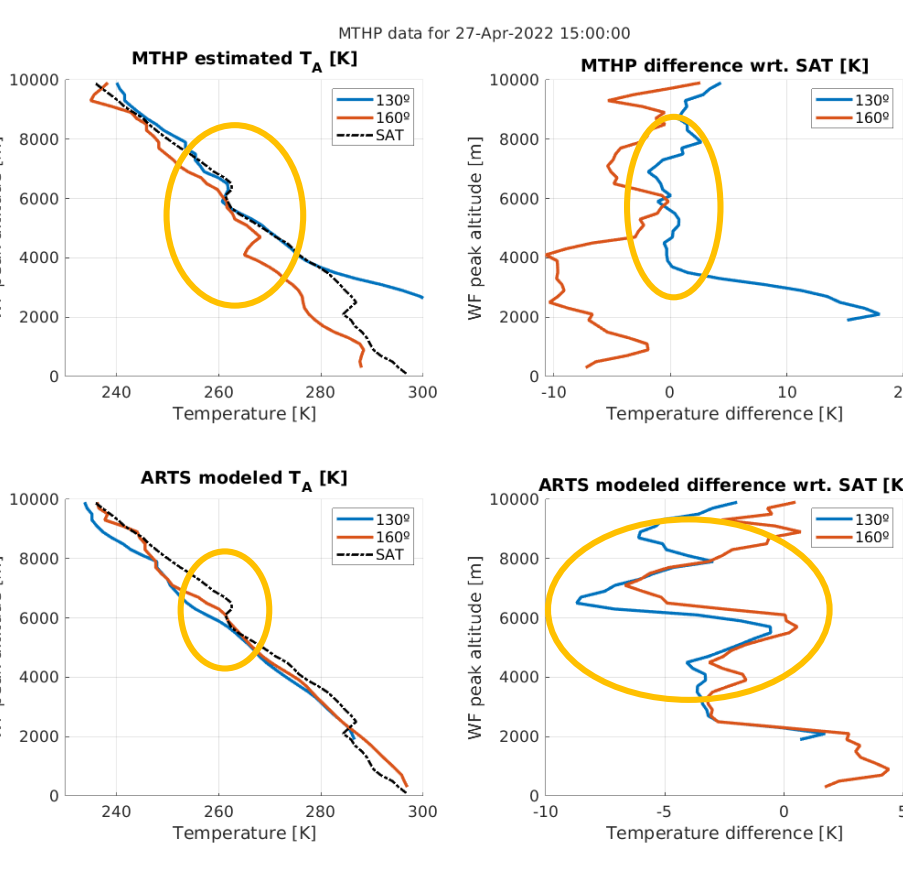 MTHP data for 27-Apr-2022 15:00:00
MTHP estimated T_A [K]
10000
8000
6000
4000
2000
0
240
260
280
300
Temperature [K]
130º
160º
SAT
MTHP difference wrt. SAT [K]
WF peak altitude [m]
10000
8000
6000
4000
2000
0
-10
0
10
Temperature difference [K]
130º
160º
ARTS modeled T_A [K]
10000
8000
6000
4000
2000
0
240
260
280
300
Temperature [K]
130º
160º
SAT
ARTS modeled difference wrt. SAT [K
WF peak altitude [m]
10000
8000
6000
4000
2000
0
-10
-5
0
5
Temperature difference [K]
130º
160º